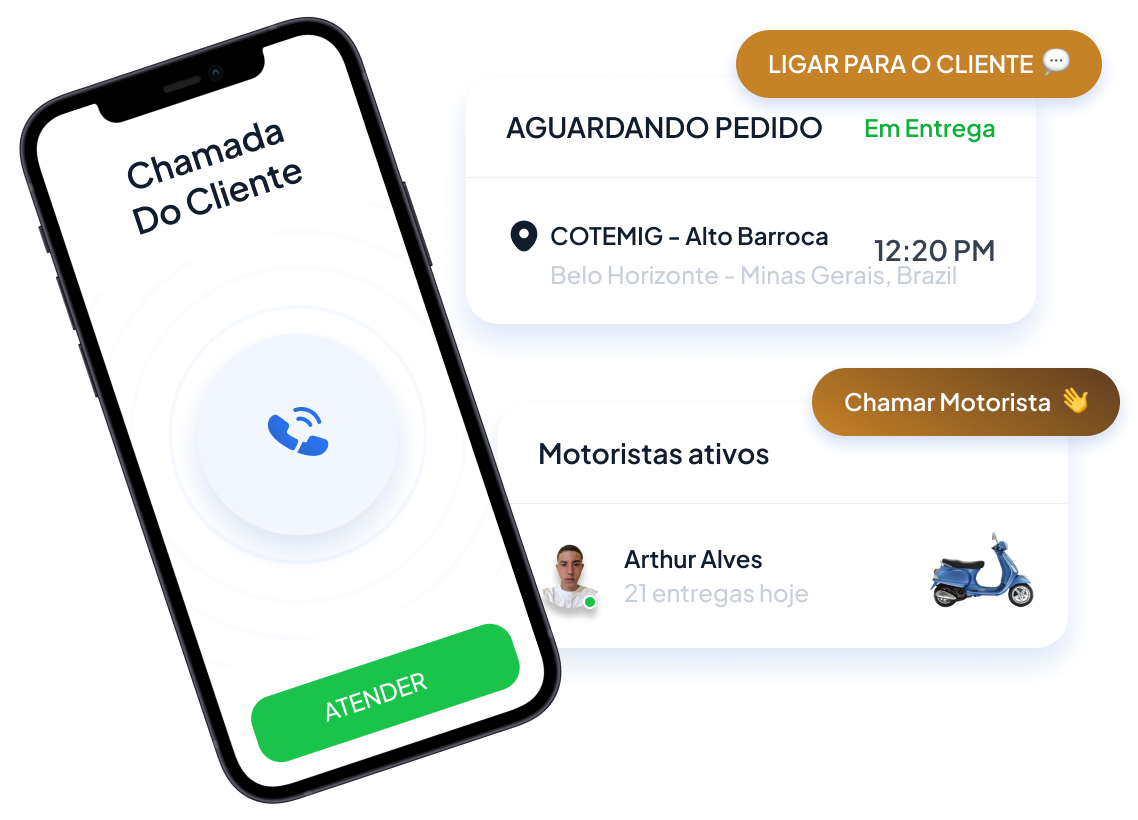 Chamada
Do Cliente
ATENDER
LIGAR PARA O CLIENTE
AGUARDANDO PEDIDO
Em Entrega
COTEMIG - Alto Barroca
12:20 PM
Belo Horizonte - Minas Gerais, Brazil
Chamar Motorista
Motoristas ativos
Arthur Alves
21 entregas hoje